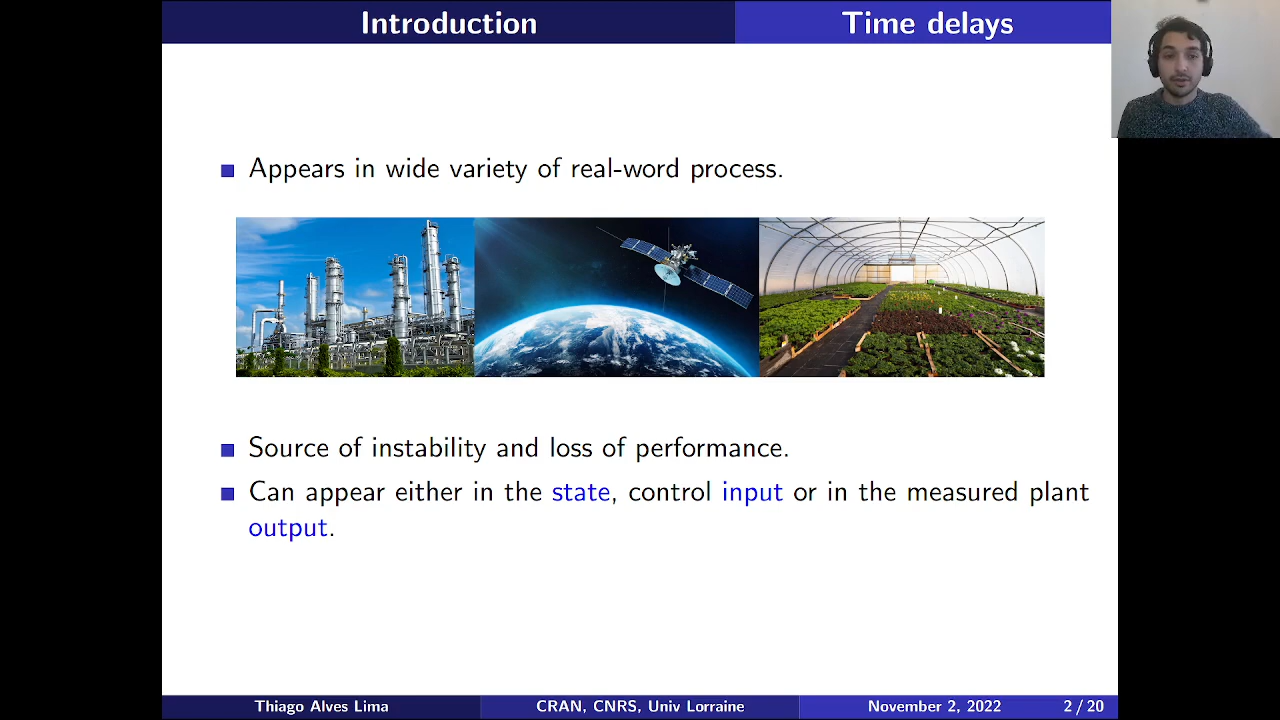 Introduction
Time delays
Appears in wide variety of real-word process.
Source of instability and loss of performance.
Can appear either in the state, control input or in the measured plant
output.
Thiago Alves Lima
CRAN, CNRS, Univ Lorraine
November 2, 2022
2 / 20